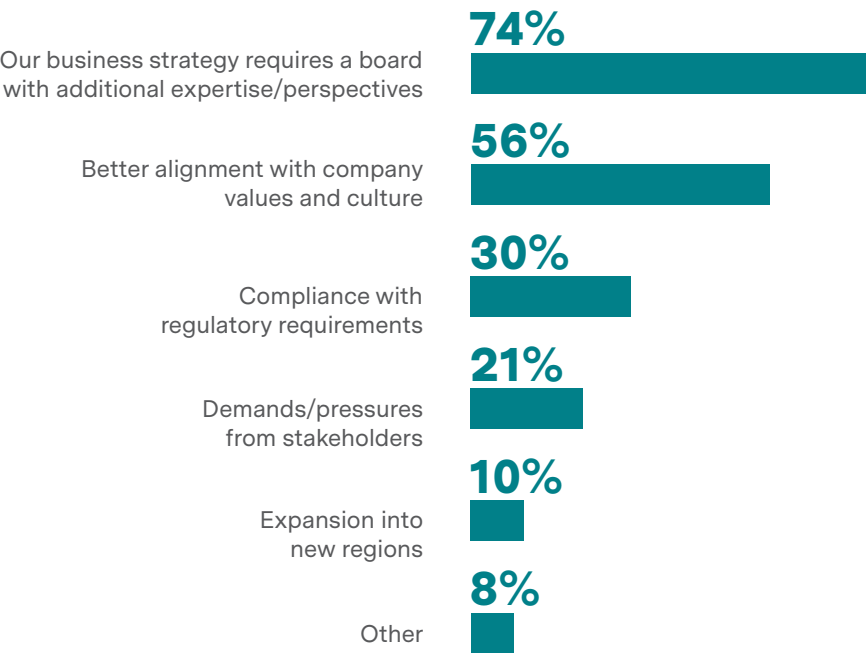 74%
Our business strategy requires a board
with additional expertise/perspectives
56%
Better alignment with company
values and culture
30%
Compliance with
regulatory requirements
21%
Demands/pressures
from stakeholders
10%
Expansion into
new regions
8%
Other